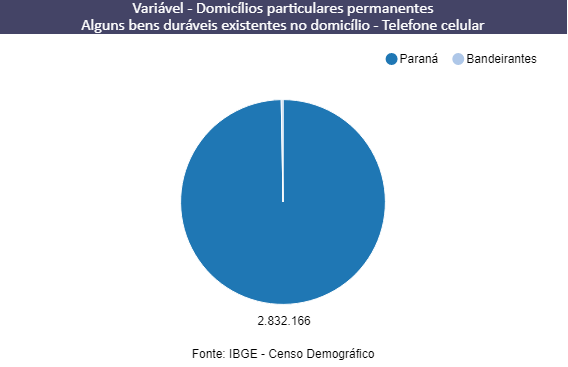 Variável - Domicílios particulares permanentes
Alguns bens duráveis existentes no domicílio - Telefone celular
Paraná Bandeirantes
2.832.166
Fonte: IBGE - Censo Demográfico